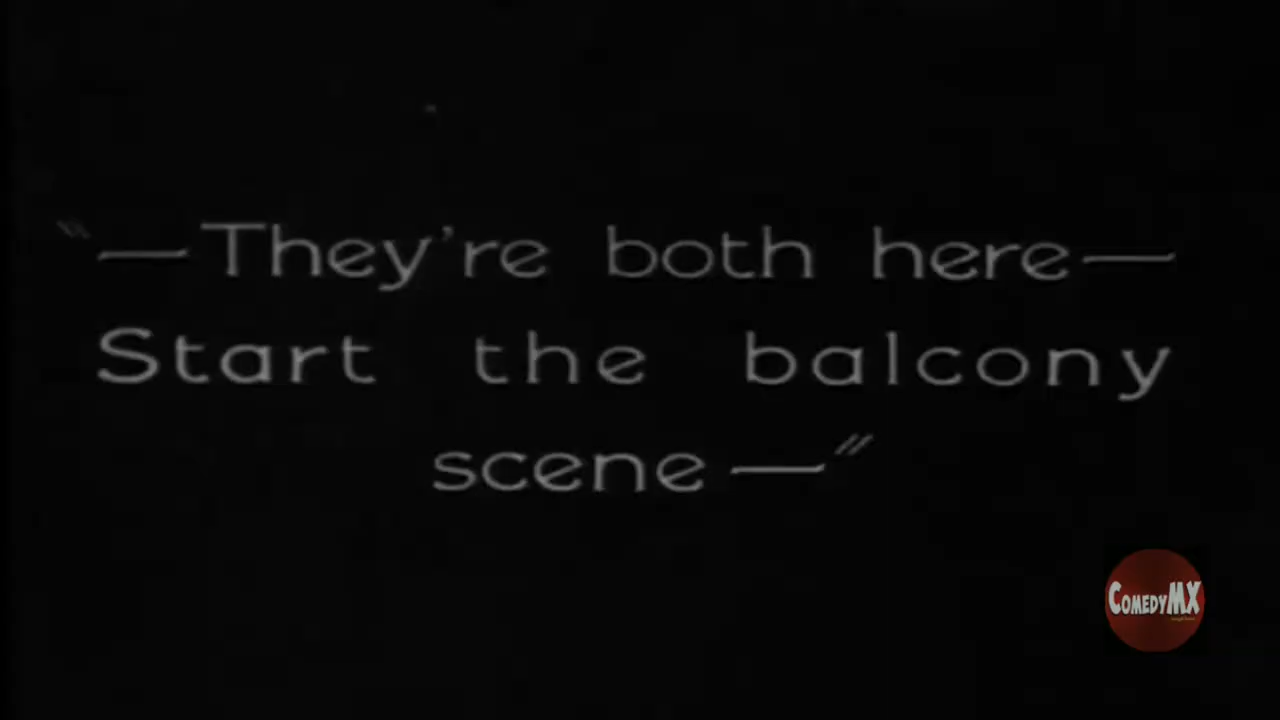 "—They're both here—
Start the balcony
scene—"
COMEDYMX